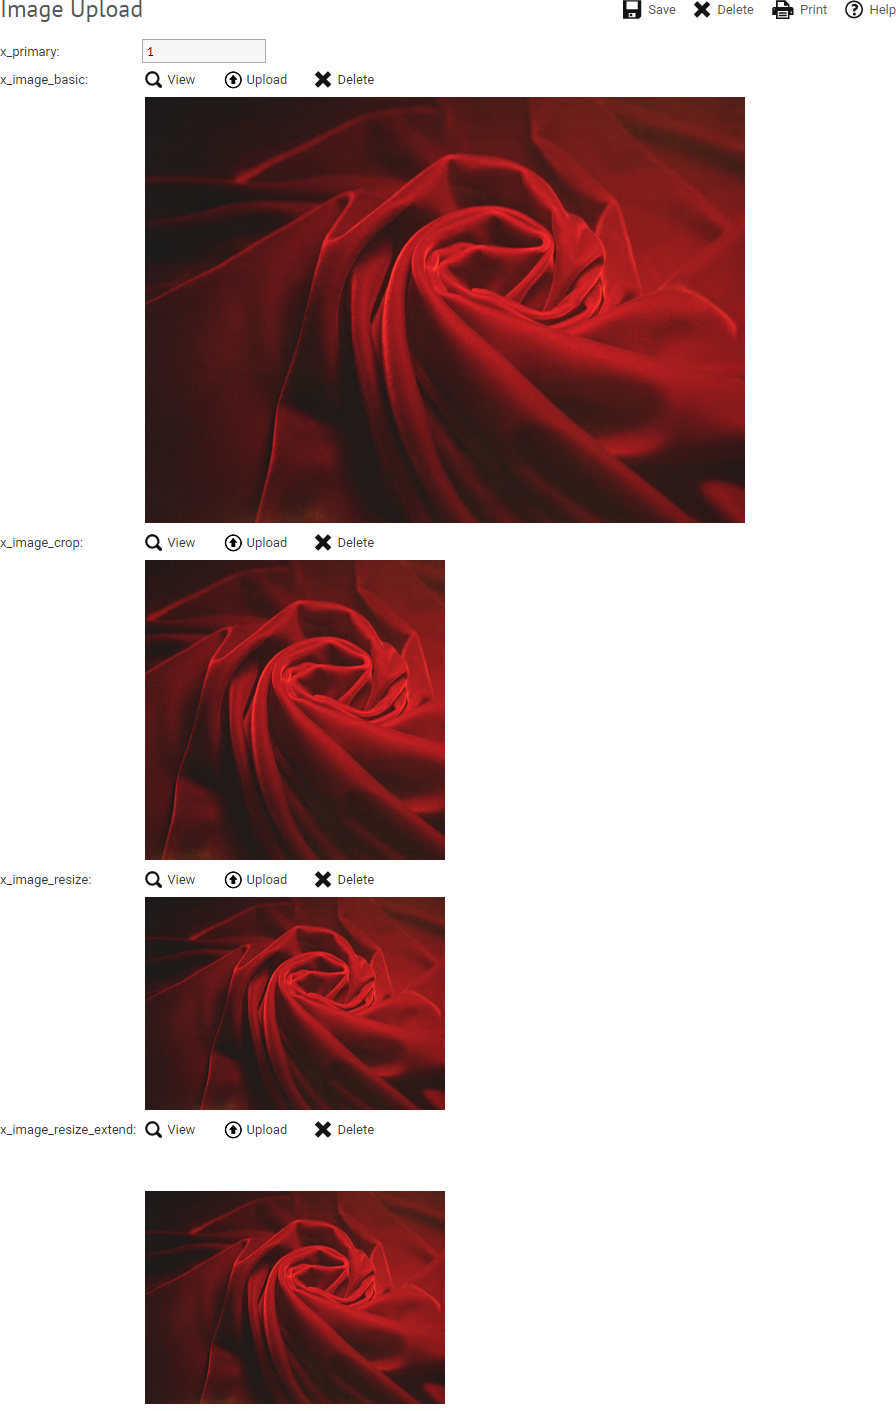 Image Upload Save Delete Print Help
x_primary: 1
x_image_basic: View Upload Delete
x_image_crop: View Upload Delete
x_image_resize: View Upload Delete
x_image_resize_extend: View Upload Delete